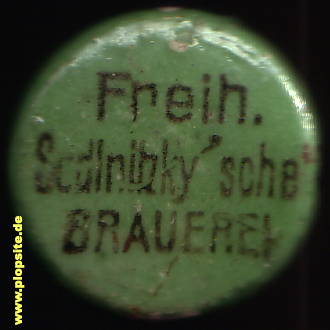 Freih.
Sedlnitzky'sche
BRAUEREI
www.plopsite.de